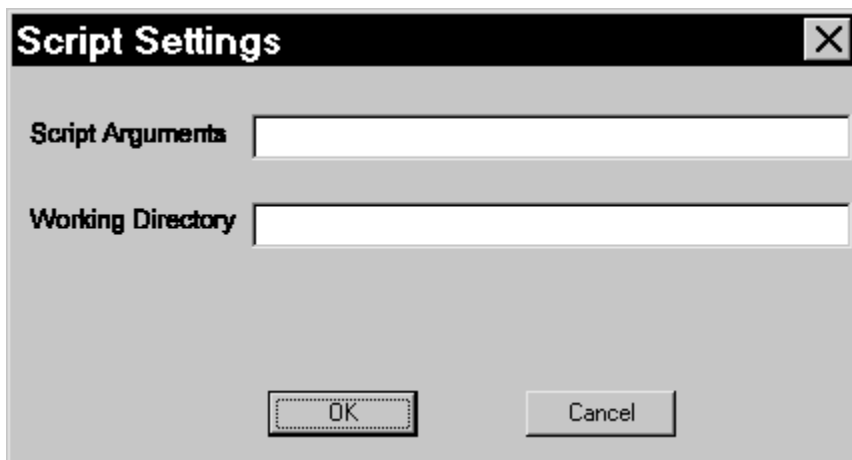 Script Settings
Script Arguments
Working Directory
OK Cancel